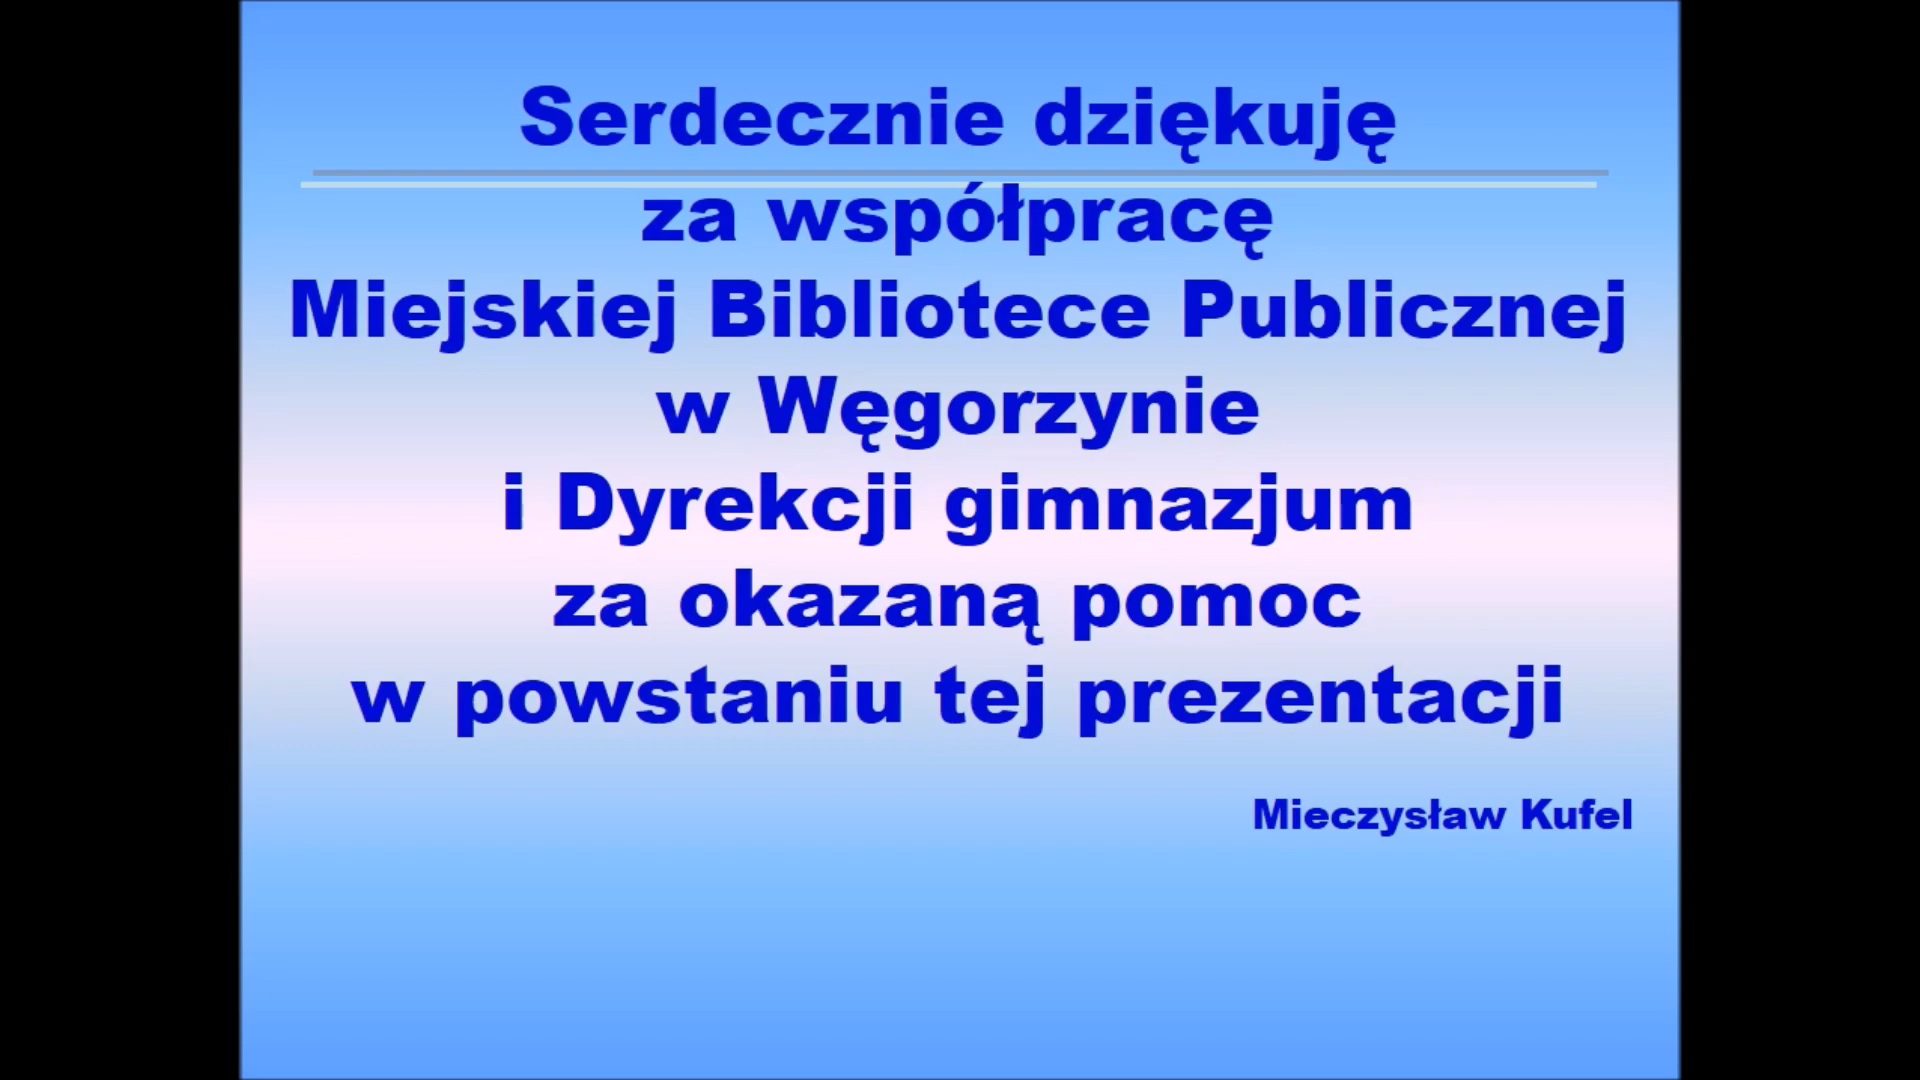 Serdecznie dziękuję
za współpracę
Miejskiej Bibliotece Publicznej
w Węgorzynie
i Dyrekcji gimnazjum
za okazaną pomoc
w powstaniu tej prezentacji
Mieczysław Kufel